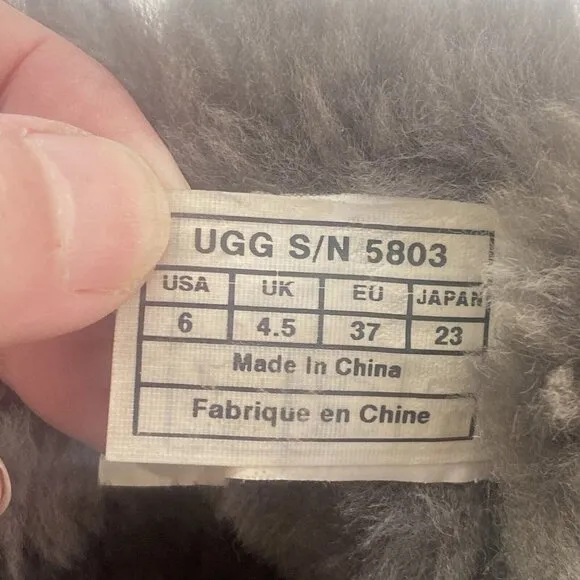 UGG S/N 5803
USA UK EU JAPAN
6 4.5 37 23
Made In China
Fabrique en Chine